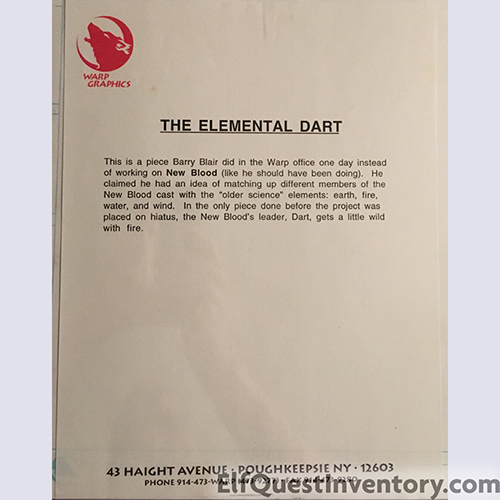 WARP
GRAPHICS
THE ELEMENTAL DART
This is a piece Barry Blair did in the Warp office one day instead
of working on New Blood (like he should have been doing). He
claimed he had an idea of matching up different members of the
New Blood cast with the "older science" elements: earth, fire,
water, and wind. In the only piece done before the project was
placed on hiatus, the New Blood's leader, Dart, gets a little wild
with fire.
43 HAIGHT AVENUE · POUGHKEEPSIE NY · 12603
PHONE 914-473-WARP
ElfQuestInventory.com